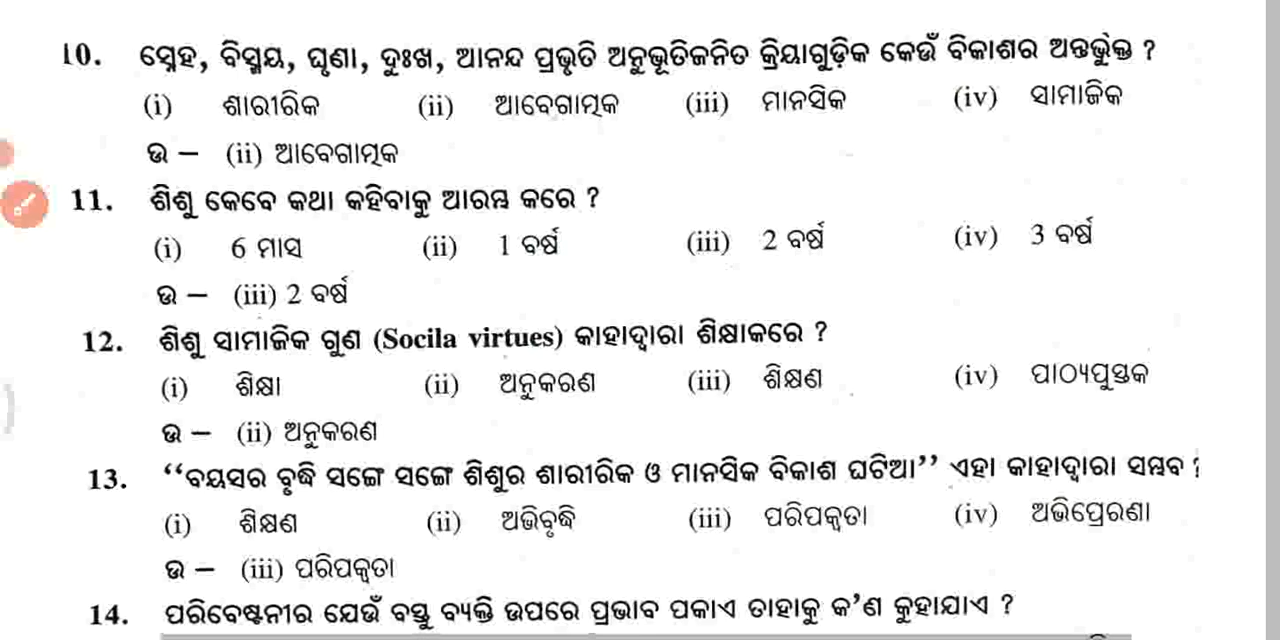 10. ସ୍ନେହ, ବିସ୍ମୟ, ଘୃଣା, ଦୁଃଖ, ଆନନ୍ଦ ପ୍ରଭୃତି ଅନୁଭୂତିଜନିତ କ୍ରିୟାଗୁଡ଼ିକ କେଉଁ ବିକାଶର ଅନ୍ତର୍ଭୁକ୍ତ ?
(i) ଶାରୀରିକ (ii) ଆବେଗାତ୍ମକ (iii) ମାନସିକ (iv) ସାମାଜିକ
ଉ – (ii) ଆବେଗାତ୍ମକ
11. ଶିଶୁ କେବେ କଥା କହିବାକୁ ଆରମ୍ଭ କରେ ?
(i) 6 ମାସ (ii) 1 ବର୍ଷ (iii) 2 ବର୍ଷ (iv) 3 ବର୍ଷ
ଉ – (iii) 2 ବର୍ଷ
12. ଶିଶୁ ସାମାଜିକ ଗୁଣ (Socila virtues) କାହାଦ୍ୱାରା ଶିକ୍ଷାକରେ ?
(i) ଶିକ୍ଷା (ii) ଅନୁକରଣ (iii) ଶିକ୍ଷଣ (iv) ପାଠ୍ୟପୁସ୍ତକ
ଉ – (ii) ଅନୁକରଣ
13. ‘‘ବୟସର ବୃଦ୍ଧି ସଙ୍ଗେ ସଙ୍ଗେ ଶିଶୁର ଶାରୀରିକ ଓ ମାନସିକ ବିକାଶ ଘଟିଆ’’ ଏହା କାହାଦ୍ୱାରା ସମ୍ଭବ ?
(i) ଶିକ୍ଷଣ (ii) ଅଭିବୃଦ୍ଧି (iii) ପରିପକ୍ୱତା (iv) ଅଭିପ୍ରେରଣା
ଉ – (iii) ପରିପକ୍ୱତା
14. ପରିବେଷ୍ଟନୀର ଯେଉଁ ବସ୍ତୁ ବ୍ୟକ୍ତି ଉପରେ ପ୍ରଭାବ ପକାଏ ତାହାକୁ କ’ଣ କୁହାଯାଏ ?